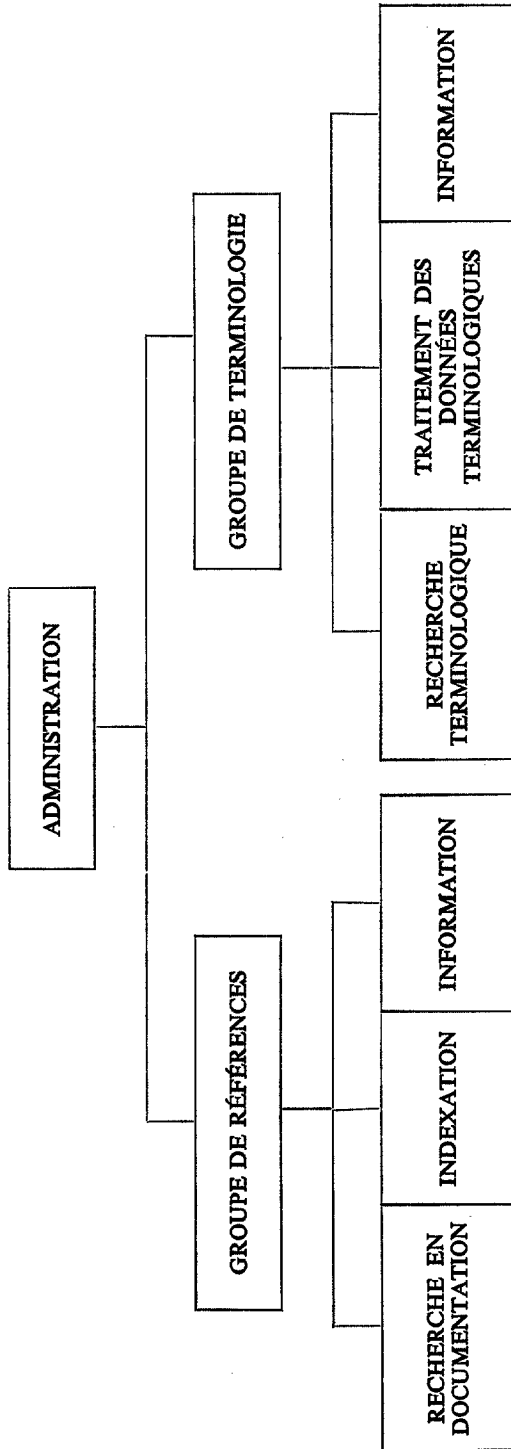 ADMINISTRATION
GROUPE DE RÉFÉRENCES
GROUPE DE TERMINOLOGIE
RECHERCHE EN
DOCUMENTATION
INDEXATION
INFORMATION
RECHERCHE
TERMINOLOGIQUE
TRAITEMENT DES
DONNÉES
TERMINOLOGIQUES
INFORMATION